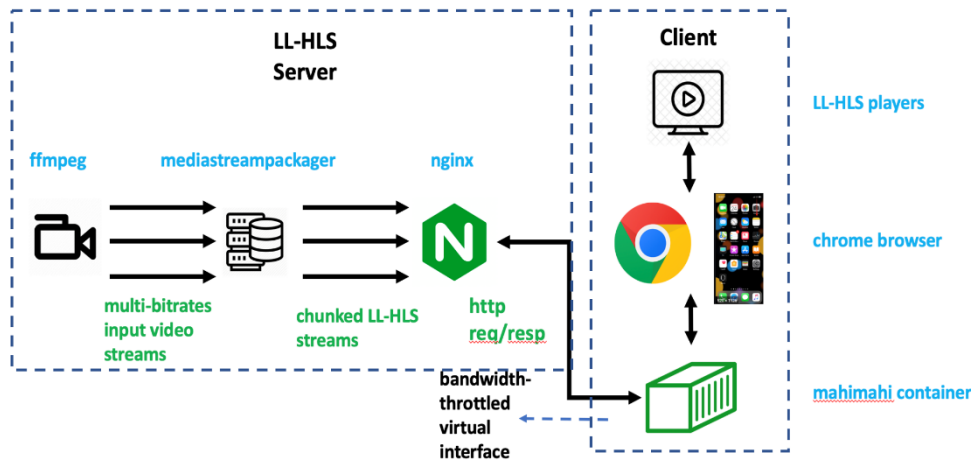 LL-HLS
Server
ffmpeg
mediastreampackager
nginx
multi-bitrates
input video
streams
chunked LL-HLS
streams
http
req/resp
bandwidth-
throttled
virtual
interface
Client
LL-HLS players
chrome browser
mahimahi container
N